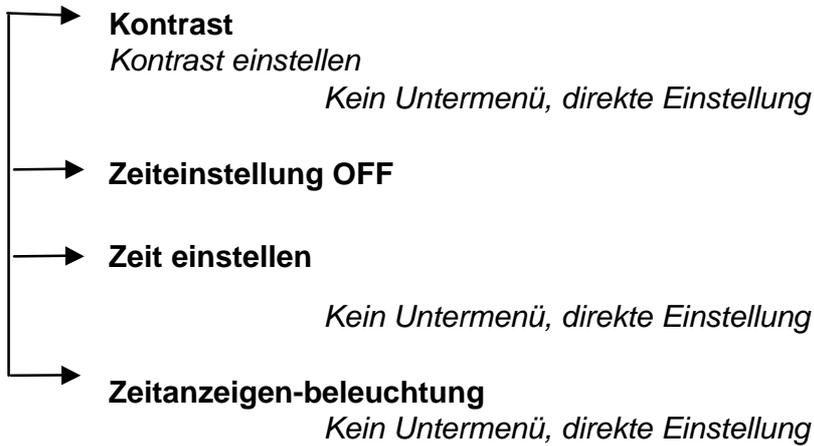 Kontrast
Kontrast einstellen
Kein Untermenü, direkte Einstellung
Zeiteinstellung OFF
Zeit einstellen
Kein Untermenü, direkte Einstellung
Zeitanzeigen-beleuchtung
Kein Untermenü, direkte Einstellung